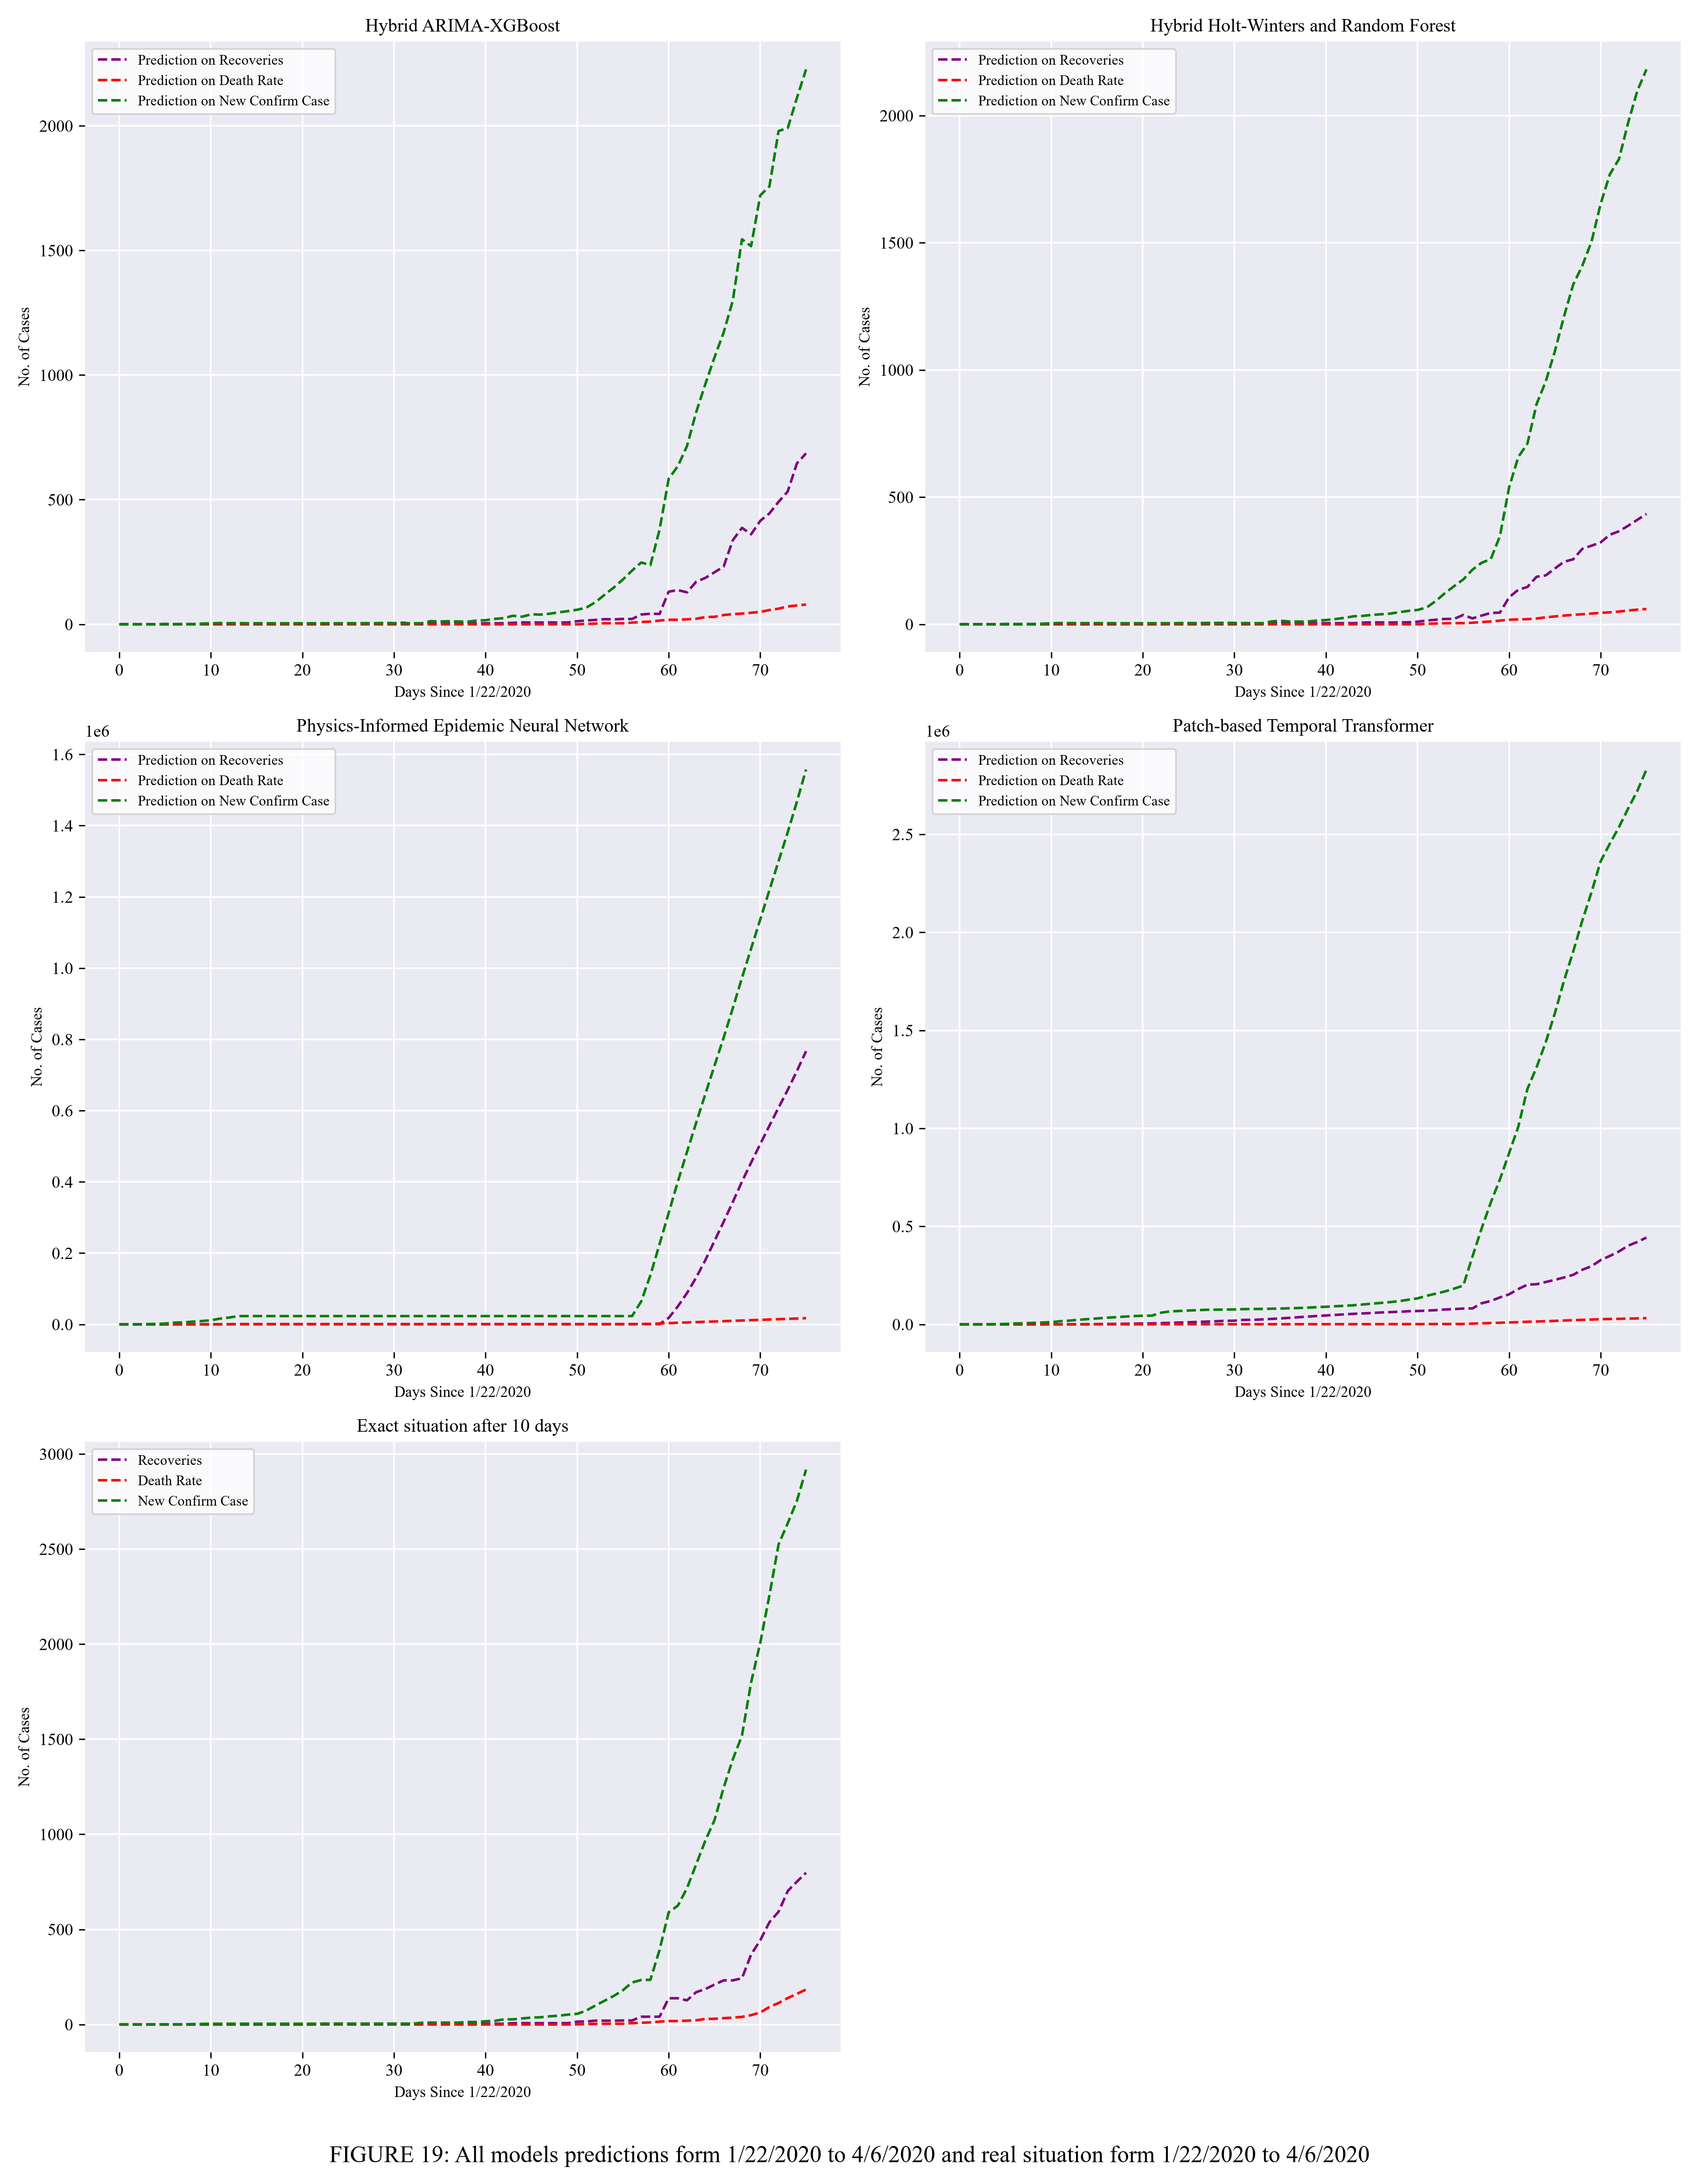 Hybrid ARIMA-XGBoost
Prediction on Recoveries
Prediction on Death Rate
Prediction on New Confirm Case
No. of Cases
2000
1500
1000
500
0
0 10 20 30 40 50 60 70
Days Since 1/22/2020
Hybrid Holt-Winters and Random Forest
Prediction on Recoveries
Prediction on Death Rate
Prediction on New Confirm Case
No. of Cases
2000
1500
1000
500
0
0 10 20 30 40 50 60 70
Days Since 1/22/2020
Physics-Informed Epidemic Neural Network
1e6
Prediction on Recoveries
Prediction on Death Rate
Prediction on New Confirm Case
No. of Cases
1.6
1.4
1.2
1.0
0.8
0.6
0.4
0.2
0.0
0 10 20 30 40 50 60 70
Days Since 1/22/2020
Patch-based Temporal Transformer
1e6
Prediction on Recoveries
Prediction on Death Rate
Prediction on New Confirm Case
No. of Cases
2.5
2.0
1.5
1.0
0.5
0.0
0 10 20 30 40 50 60 70
Days Since 1/22/2020
Exact situation after 10 days
Recoveries
Death Rate
New Confirm Case
No. of Cases
3000
2500
2000
1500
1000
500
0
0 10 20 30 40 50 60 70
Days Since 1/22/2020
FIGURE 19: All models predictions form 1/22/2020 to 4/6/2020 and real situation form 1/22/2020 to 4/6/2020